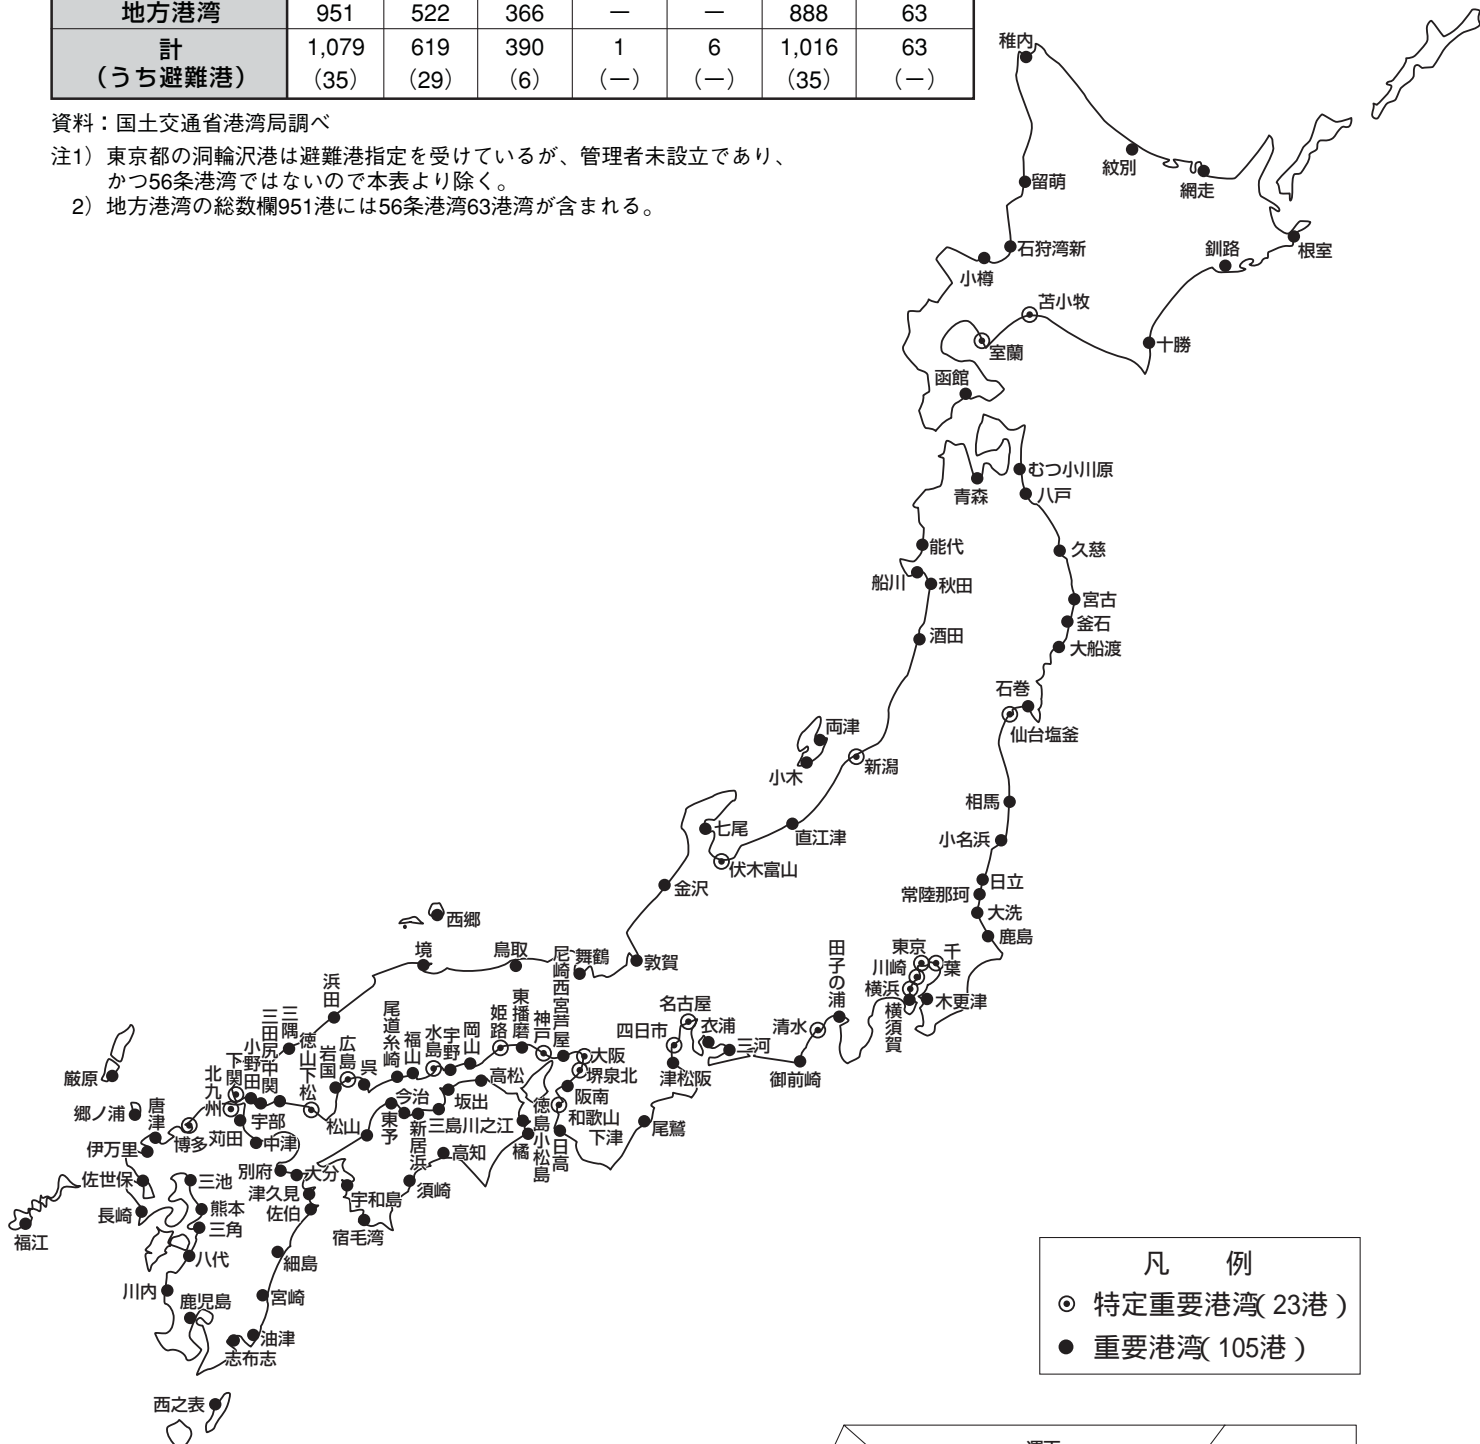 地方港湾 951 522 366 － － 888 63
計 1,079 619 390 1 6 1,016 63
（うち避難港） （35） （29） （6） （－） （－） （35） （－）
資料：国土交通省港湾局調べ
注1）東京都の洞輪沢港は避難港指定を受けているが、管理者未設立であり、
かつ56条港湾ではないので本表より除く。
2）地方港湾の総数欄951港には56条港湾63港湾が含まれる。
稚内
紋別
網走
留萌
石狩湾新
小樽
釧路
根室
苫小牧
室蘭
十勝
函館
むつ小川原
青森
八戸
能代
久慈
船川
秋田
宮古
釜石
酒田
大船渡
石巻
仙台塩釜
両津
小木
新潟
相馬
七尾
直江津
小名浜
伏木富山
金沢
日立
常陸那珂
大洗
鹿島
西郷
境
鳥取
舞鶴
敦賀
尼崎西宮芦屋
田子の浦
東京
千葉
川崎
横浜
木更津
横須賀
浜田
三隅
三田尻中関
小野田
下関
北九州
徳山下松
岩国
広島
呉
尾道糸崎
福山
水島
宇野
岡山
姫路
東播磨
神戸
大阪
堺泉北
阪南
和歌山
下津
日高
名古屋
四日市
衣浦
三河
津松阪
清水
御前崎
尾鷲
高松
坂出
三島川之江
徳島小松島
橘
今治
東予
新居浜
松山
高知
須崎
宇和島
宿毛湾
厳原
郷ノ浦
唐津
伊万里
博多
苅田
宇部
中津
佐世保
別府
大分
津久見
佐伯
三池
長崎
熊本
三角
福江
八代
細島
川内
宮崎
鹿児島
油津
志布志
西之表
凡 例
特定重要港湾（23港）
重要港湾（105港）